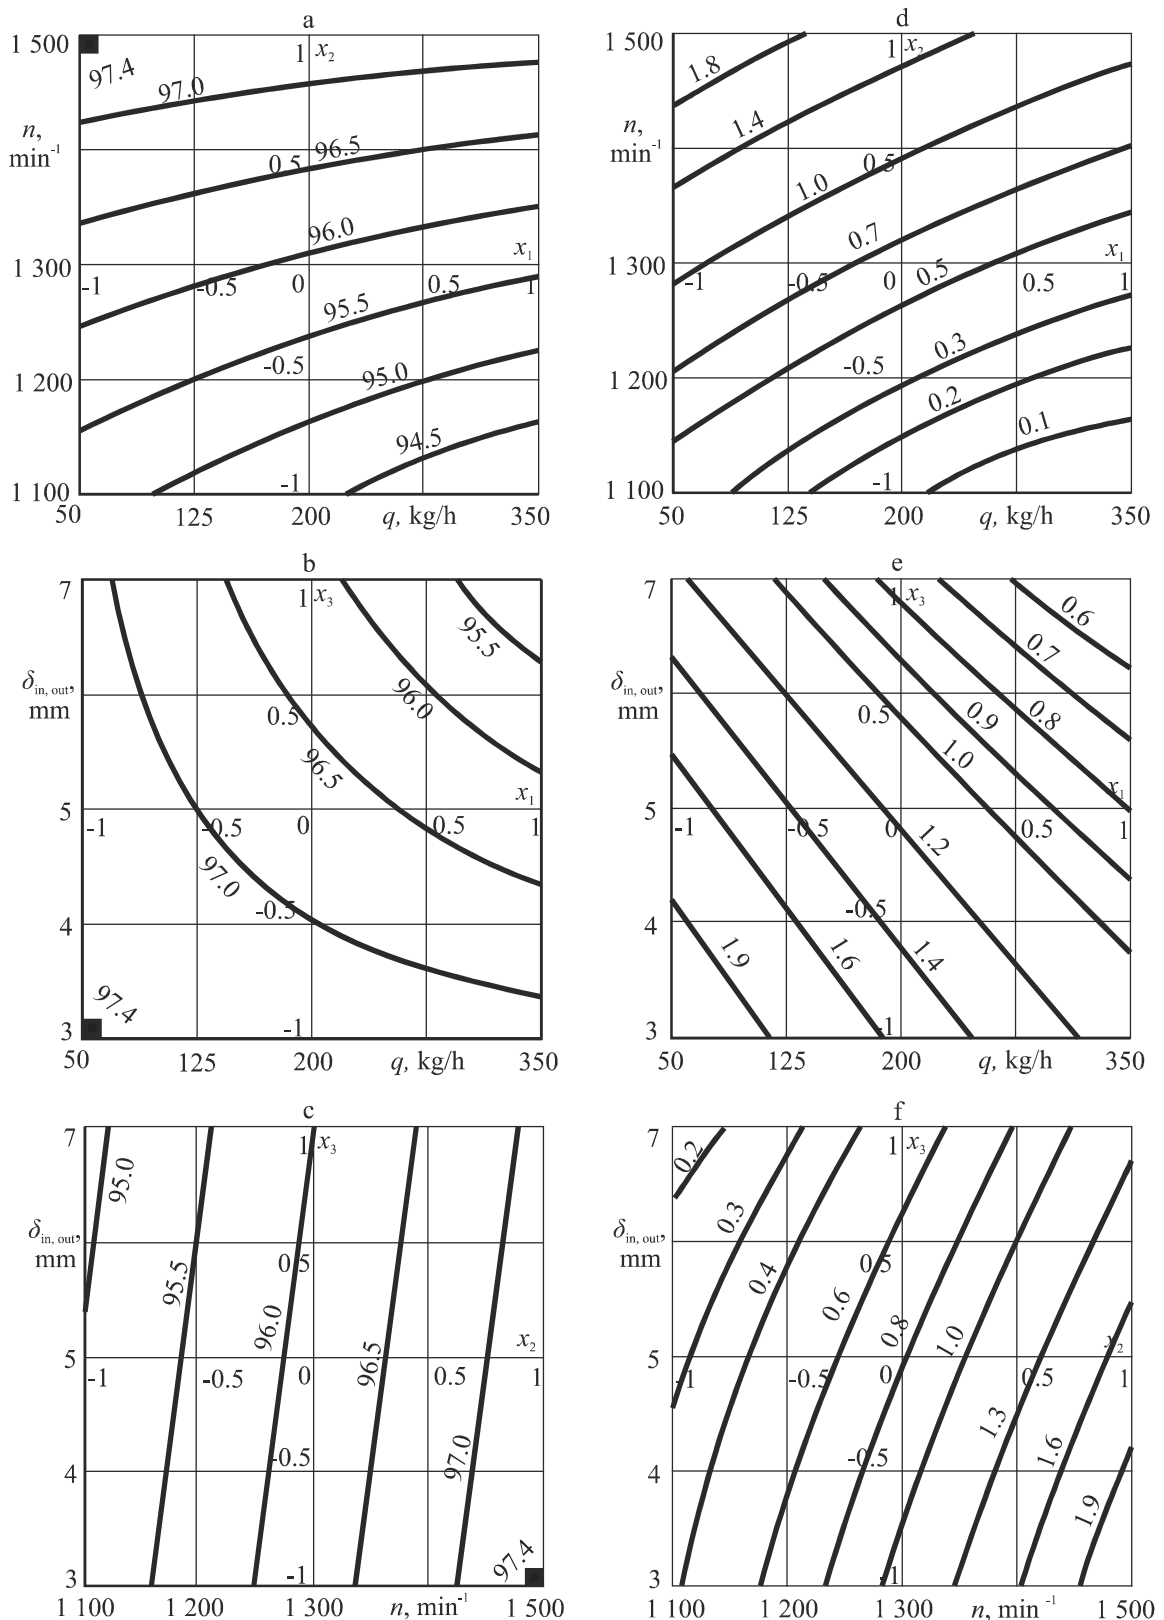 a
1 500
97.4
97.0
1 x2
n,
min-1
0.5 96.5
96.0
x1
1 300
-1 -0.5 0 0.5 1
95.5
-0.5
1 200
95.0
94.5
-1
1 100
50 125 200 q, kg/h 350
d
1 500
1.8
1 x2
1.4
n,
min-1
0.5
1.0
0.7
x1
1 300
-1 -0.5 0 0.5 0.5 1
-0.5
0.3
1 200
0.2
0.1
-1
1 100
50 125 200 q, kg/h 350
b
7
1 x3
95.5
δin, out,
mm
96.0
0.5
96.5
x1
5
-1 -0.5 0 0.5 1
97.0
-0.5
4
97.4
-1
3
50 125 200 q, kg/h 350
e
7
1 x3
0.6
0.7
δin, out,
mm
0.5 0.9 0.8
1.0
x1
5
-1 -0.5 0 1.2 0.5 1
-0.5
4
1.9 1.6 1.4
-1
3
50 125 200 q, kg/h 350
c
7
1 x3
95.0
δin, out,
mm
0.5
95.5
96.0
x2
5
96.5
-1 -0.5 0 0.5 1
97.0
-0.5
4
97.4
-1
3
1 100 1 200 1 300 n, min-1 1 500
f
7
1 x3
0.2
0.3
δin, out,
mm
0.4 0.5
0.6
0.8 1.0
x2
5
-1 -0.5 0 0.5 1
1.3
1.6
-0.5
4
1.9
-1
3
1 100 1 200 1 300 n, min-1 1 500